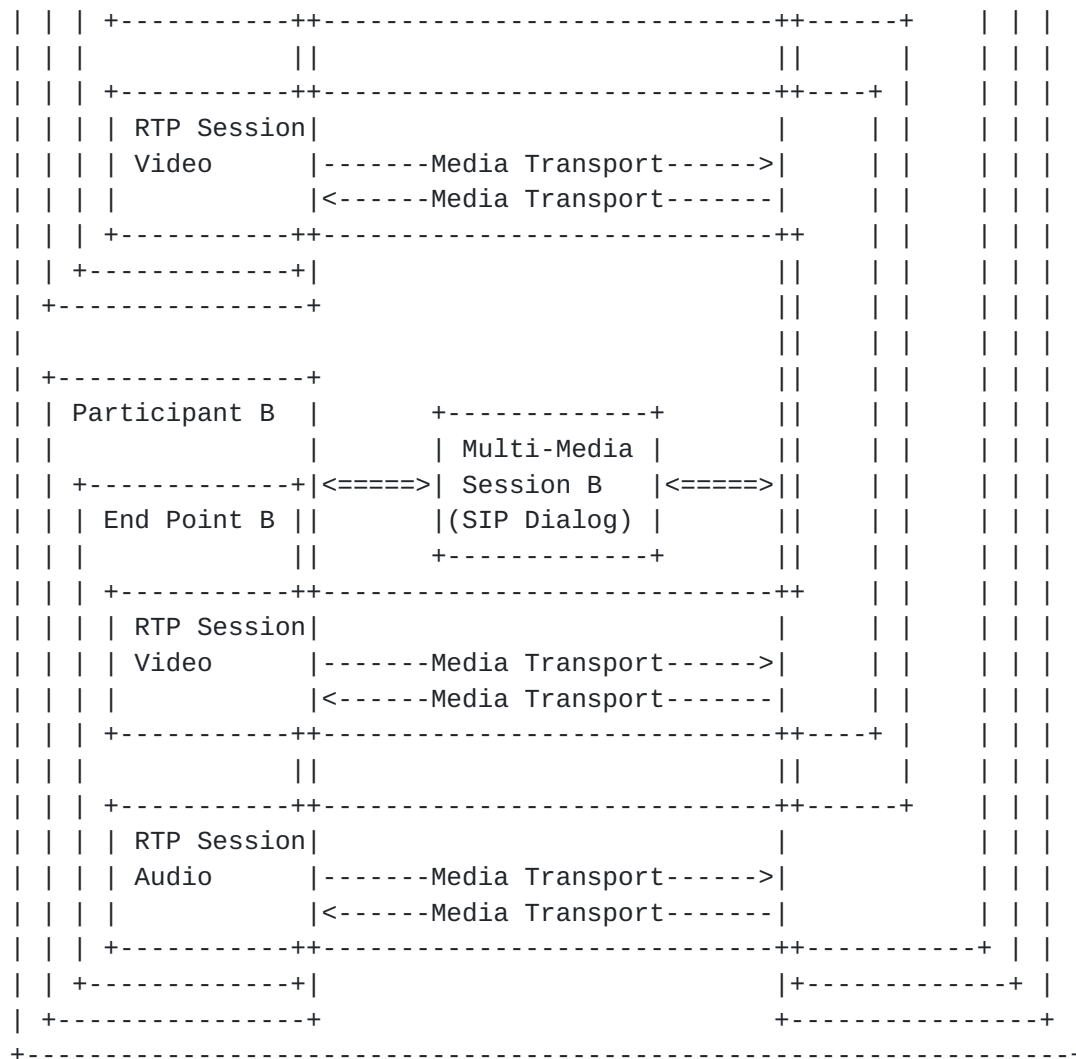 RTP Session
Video -------Media Transport------>
<------Media Transport-------
Participant B
Multi-Media
<=====> Session B <=====>
End Point B (SIP Dialog)
RTP Session
Video -------Media Transport------>
<------Media Transport-------
RTP Session
Audio -------Media Transport------>
<------Media Transport-------